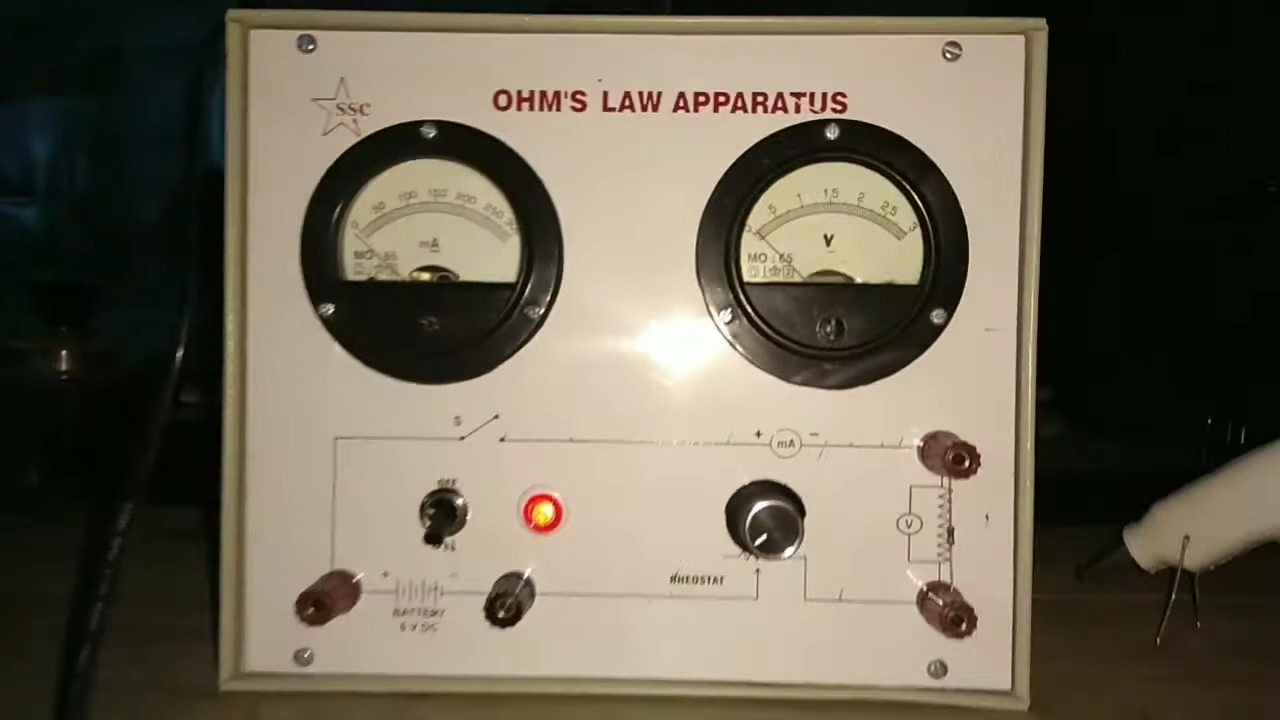 OHM'S LAW APPARATUS
SSC
0 50 100 150 200 250
mA
MO : 65
0 .5 1 1.5 2 2.5 3
V
MO : 65
S
+ mA −
OFF
V
RHEOSTAT
+ −
BATTERY
6 V DC